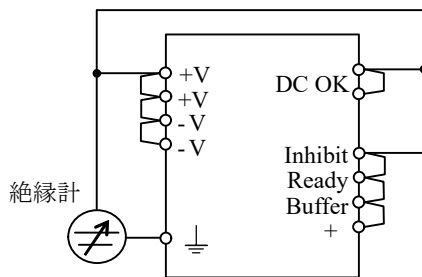 +V
+V
-V
-V
DC OK
Inhibit
Ready
Buffer
+
絶縁計